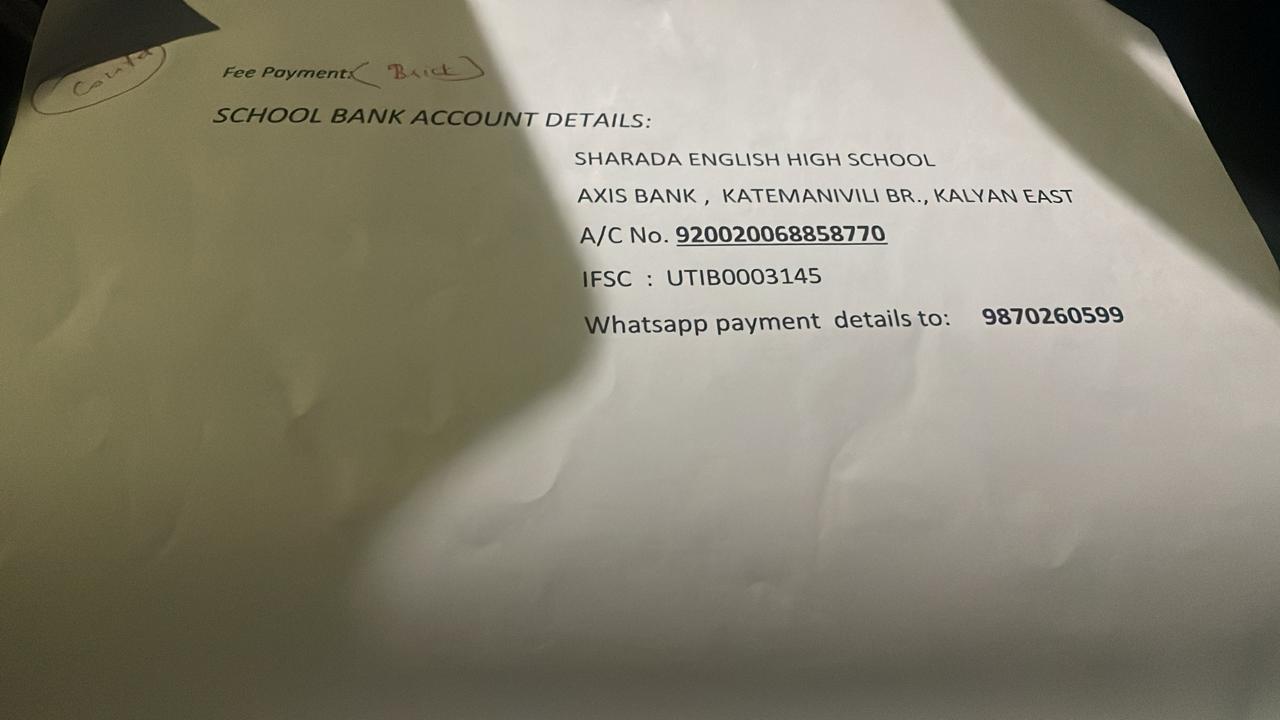 Fee Payment: ( Brick )
SCHOOL BANK ACCOUNT DETAILS:
SHARADA ENGLISH HIGH SCHOOL
AXIS BANK , KATEMANIVILI BR., KALYAN EAST
A/C No. 920020068858770
IFSC : UTIB0003145
Whatsapp payment details to: 9870260599